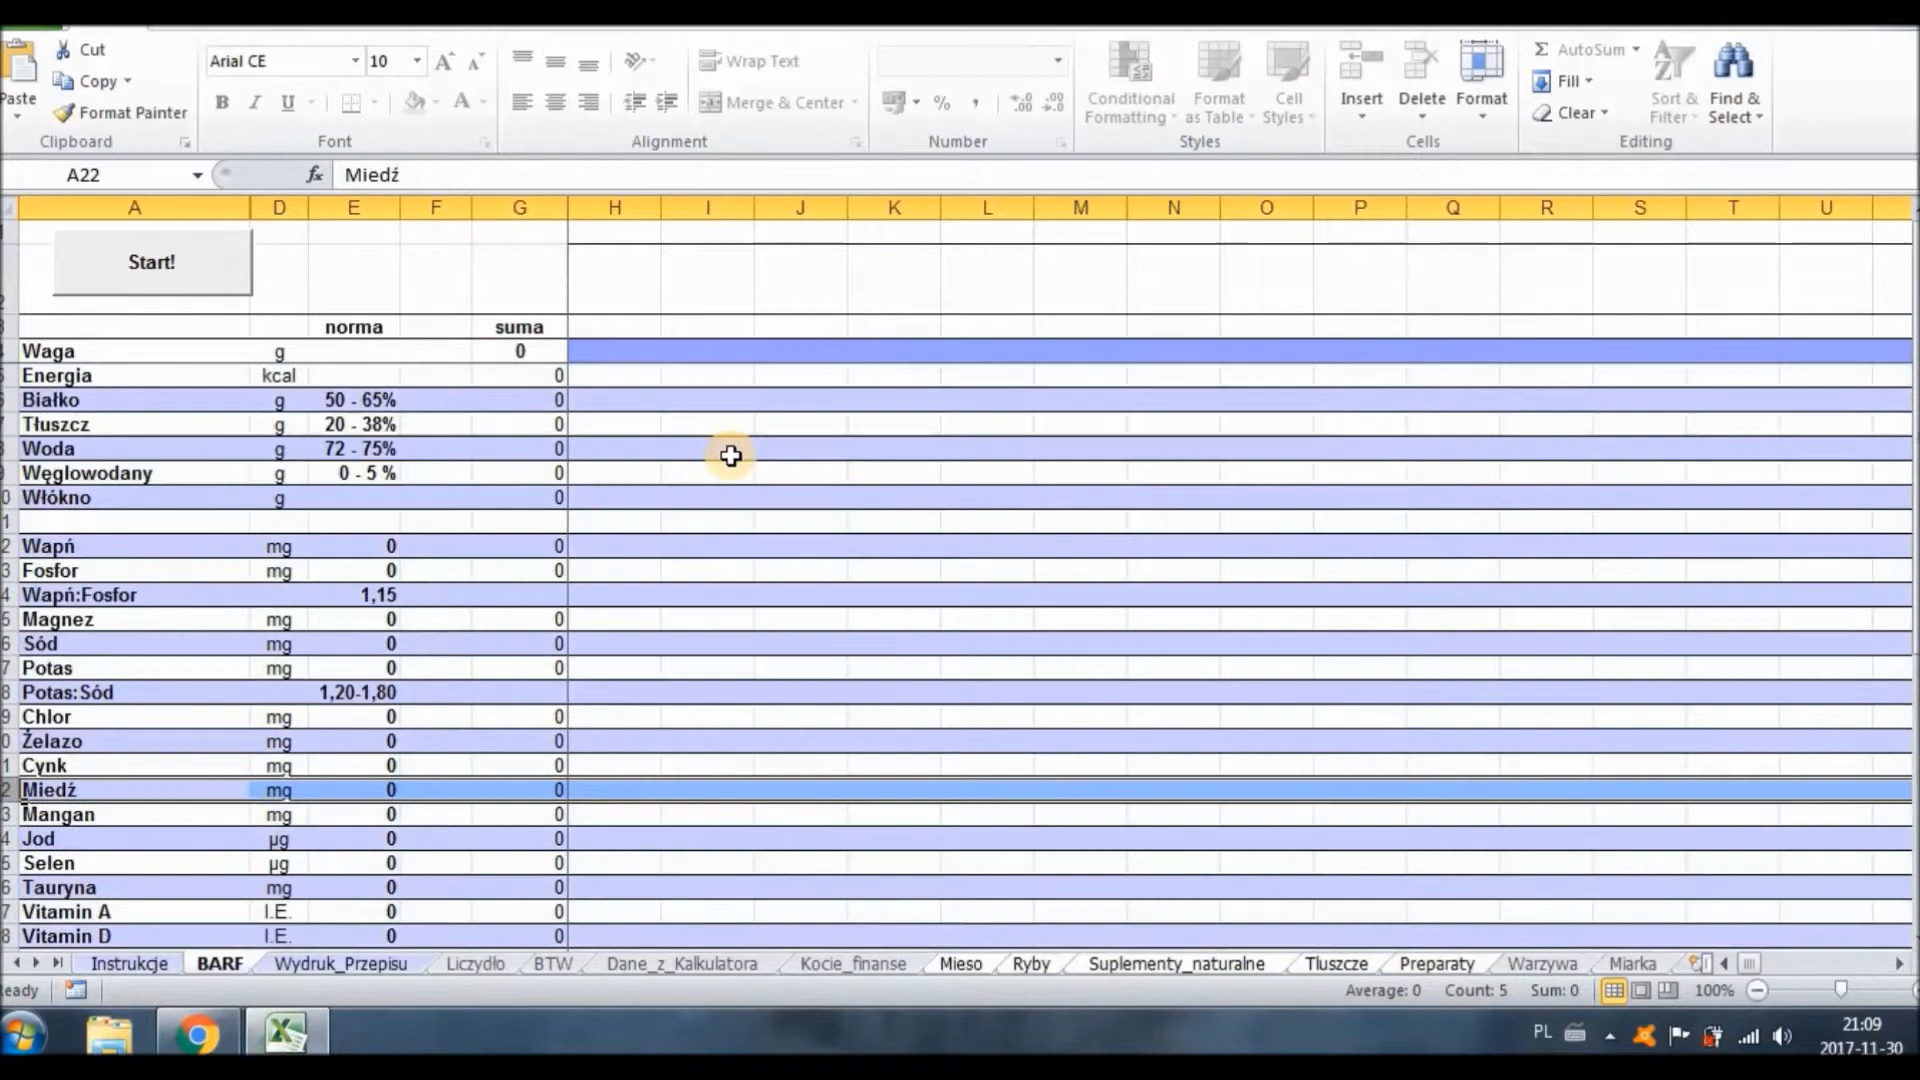 Cut
Arial CE 10
Wrap Text
AutoSum
Copy
Paste
Fill
Format Painter
B I U
A
Merge & Center
% ,
Conditional Formatting
Format as Table
Cell Styles
Insert
Delete
Format
Clear
Sort & Filter
Find & Select
Clipboard
Font
Alignment
Number
Styles
Cells
Editing
A22 fx Miedź
A D E F G H I J K L M N O P Q R S T U
Start!
norma suma
Waga g 0
Energia kcal 0
Białko g 50 - 65% 0
Tłuszcz g 20 - 38% 0
Woda g 72 - 75% 0
Węglowodany g 0 - 5 % 0
Włókno g 0
Wapń mg 0 0
Fosfor mg 0 0
Wapń:Fosfor 1,15
Magnez mg 0 0
Sód mg 0 0
Potas mg 0 0
Potas:Sód 1,20-1,80
Chlor mg 0 0
Żelazo mg 0 0
Cynk mg 0 0
Miedź mg 0 0
Mangan mg 0 0
Jod µg 0 0
Selen µg 0 0
Tauryna mg 0 0
Vitamin A I.E. 0 0
Vitamin D I.E. 0 0
Instrukcje BARF Wydruk_Przepisu Liczydło BTW Dane_z_Kalkulatora Kocie_finanse Mieso Ryby Suplementy_naturalne Tluszcze Preparaty Warzywa Miarka
Ready Average: 0 Count: 5 Sum: 0 100%
PL 21:09
2017-11-30